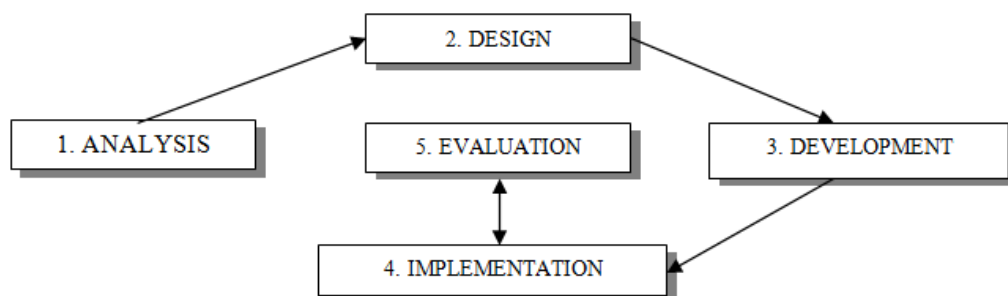 2. DESIGN
1. ANALYSIS
5. EVALUATION
3. DEVELOPMENT
4. IMPLEMENTATION